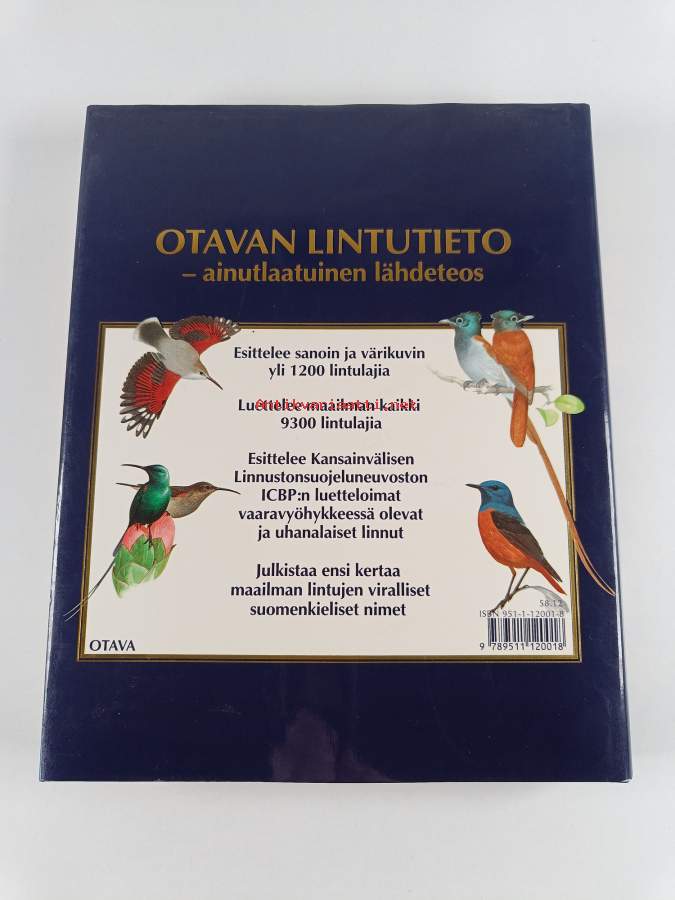 OTAVAN LINTUTIETO
– ainutlaatuinen lähdeteos
Esittelee sanoin ja värikuvin
yli 1200 lintulajia
Luettelee maailman kaikki
9300 lintulajia
Esittelee Kansainvälisen
Linnustonsuojeluneuvoston
ICBP:n luetteloimat
vaaravyöhykkeessä olevat
ja uhanalaiset linnut
Julkistaa ensi kertaa
maailman lintujen viralliset
suomenkieliset nimet
58.12
ISBN 951-1-12001-8
9 789511 120018
OTAVA